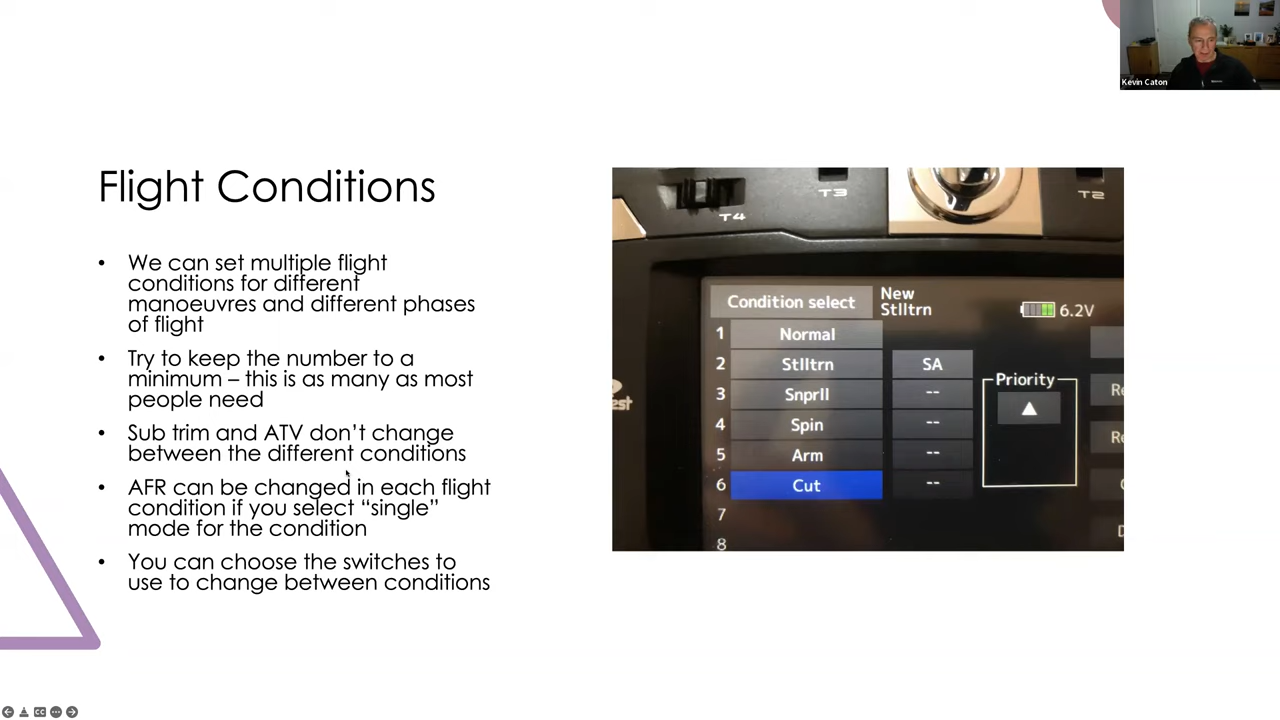 Kevin Caton
Flight Conditions
• We can set multiple flight
conditions for different
manoeuvres and different phases
of flight
• Try to keep the number to a
minimum – this is as many as most
people need
• Sub trim and ATV don’t change
between the different conditions
• AFR can be changed in each flight
condition if you select “single”
mode for the condition
• You can choose the switches to
use to change between conditions
T4
T3
T2
Condition select
New
Stlltrn
6.2V
1 Normal
2 Stlltrn SA
3 Snprll --
4 Spin --
5 Arm --
6 Cut --
7
8
Priority
▲
CC